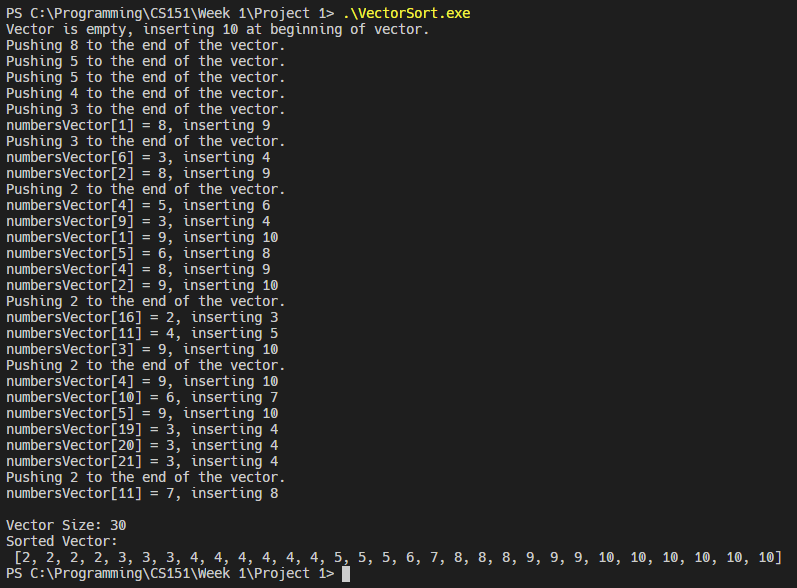 PS C:\Programming\CS151\Week 1\Project 1> .\VectorSort.exe
Vector is empty, inserting 10 at beginning of vector.
Pushing 8 to the end of the vector.
Pushing 5 to the end of the vector.
Pushing 5 to the end of the vector.
Pushing 4 to the end of the vector.
Pushing 3 to the end of the vector.
numbersVector[1] = 8, inserting 9
Pushing 3 to the end of the vector.
numbersVector[6] = 3, inserting 4
numbersVector[2] = 8, inserting 9
Pushing 2 to the end of the vector.
numbersVector[4] = 5, inserting 6
numbersVector[9] = 3, inserting 4
numbersVector[1] = 9, inserting 10
numbersVector[5] = 6, inserting 8
numbersVector[4] = 8, inserting 9
numbersVector[2] = 9, inserting 10
Pushing 2 to the end of the vector.
numbersVector[16] = 2, inserting 3
numbersVector[11] = 4, inserting 5
numbersVector[3] = 9, inserting 10
Pushing 2 to the end of the vector.
numbersVector[4] = 9, inserting 10
numbersVector[10] = 6, inserting 7
numbersVector[5] = 9, inserting 10
numbersVector[19] = 3, inserting 4
numbersVector[20] = 3, inserting 4
numbersVector[21] = 3, inserting 4
Pushing 2 to the end of the vector.
numbersVector[11] = 7, inserting 8

Vector Size: 30
Sorted Vector:
 [2, 2, 2, 2, 3, 3, 3, 4, 4, 4, 4, 4, 4, 5, 5, 5, 6, 7, 8, 8, 8, 9, 9, 9, 10, 10, 10, 10, 10, 10]
PS C:\Programming\CS151\Week 1\Project 1>